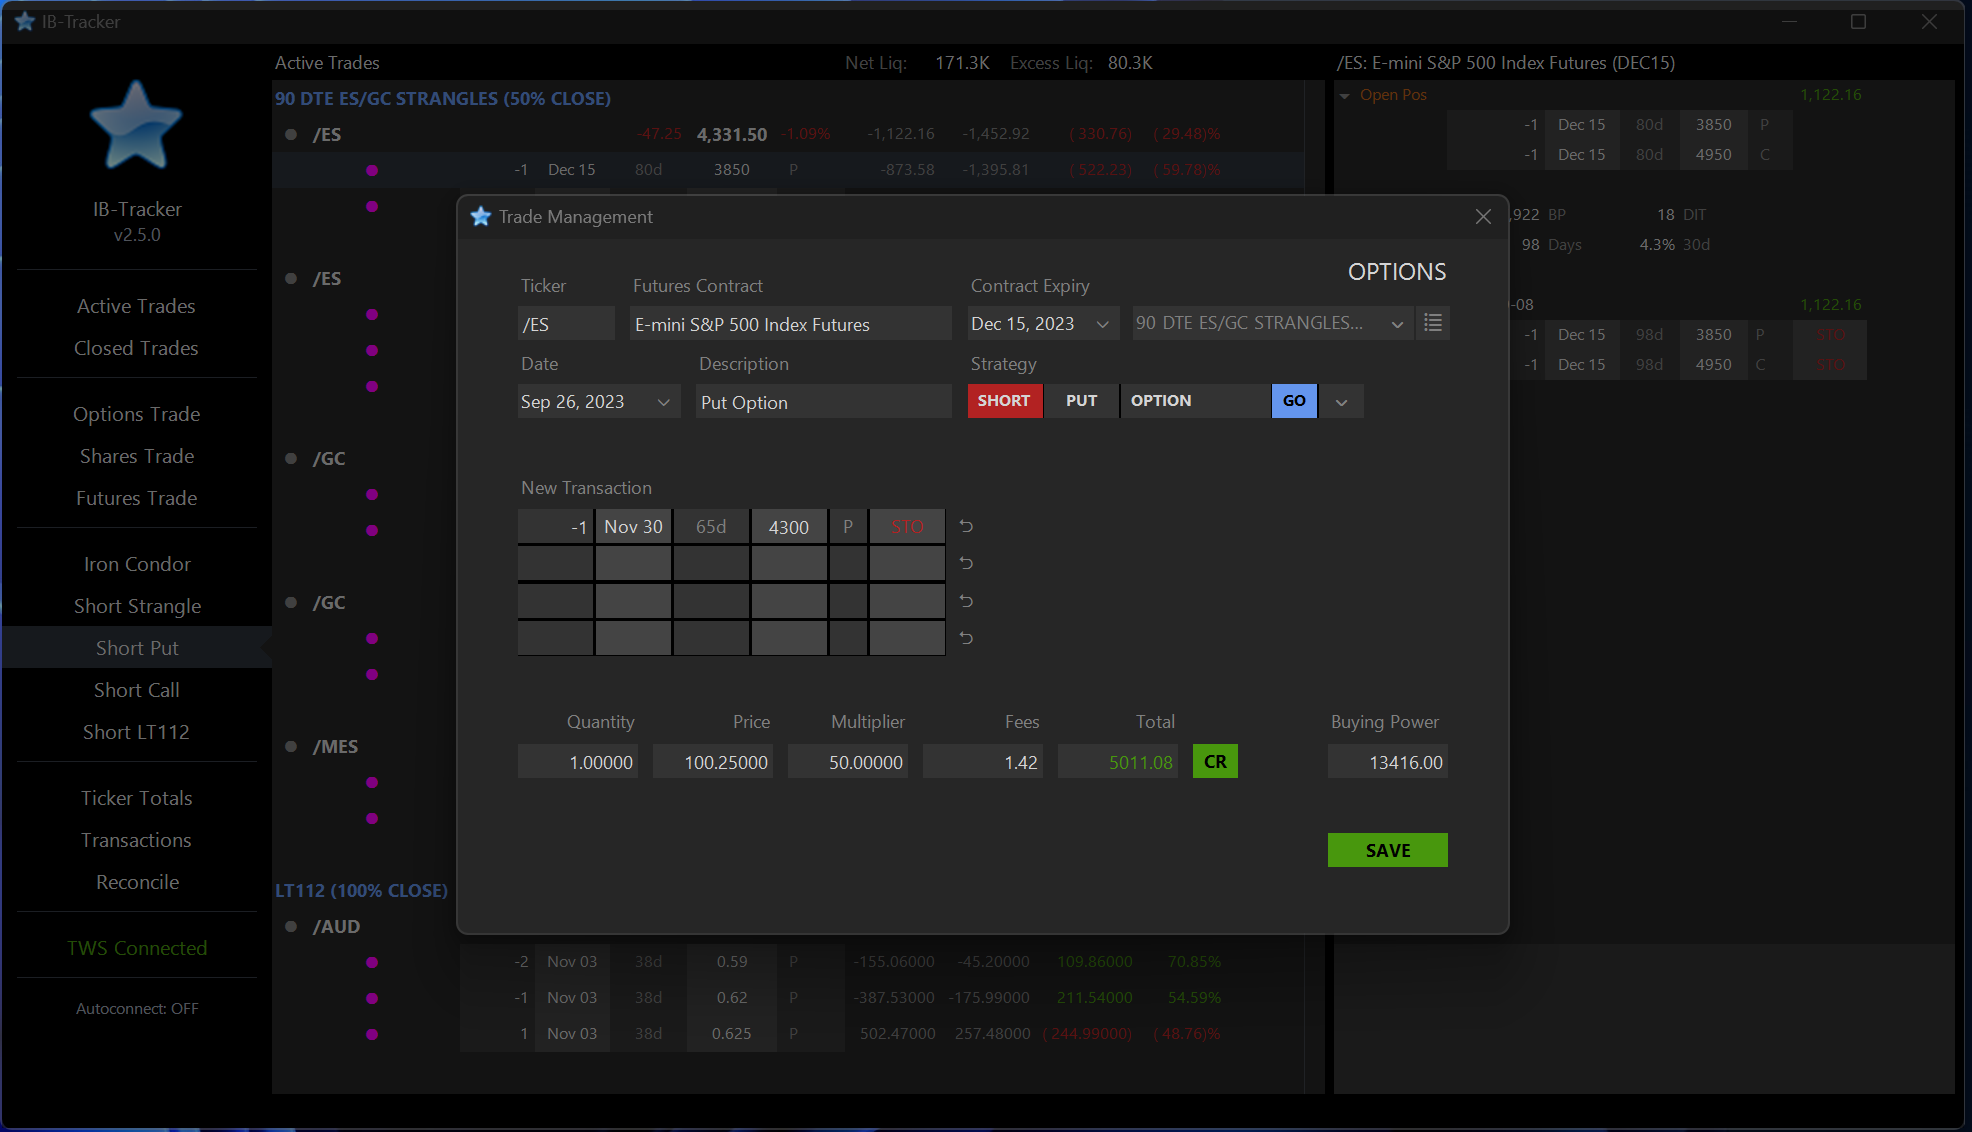 IB-Tracker
IB-Tracker
v2.5.0
Active Trades
Closed Trades
Options Trade
Shares Trade
Futures Trade
Iron Condor
Short Strangle
Short Put
Short Call
Short LT112
Ticker Totals
Transactions
Reconcile
TWS Connected
Autoconnect: OFF
Active Trades Net Liq: 171.3K Excess Liq: 80.3K
90 DTE ES/GC STRANGLES (50% CLOSE)
/ES -47.25 4,331.50 -1.09% -1,122.16 -1,452.92 (330.76) (29.48)%
-1 Dec 15 80d 3850 P -873.58 -1,395.81 (522.23) (59.78)%
/ES
/GC
/GC
/MES
LT112 (100% CLOSE)
/AUD
-2 Nov 03 38d 0.59 P -155.06000 -45.20000 109.86000 70.85%
-1 Nov 03 38d 0.62 P -387.53000 -175.99000 211.54000 54.59%
1 Nov 03 38d 0.625 P 502.47000 257.48000 (244.99000) (48.76)%
Trade Management
OPTIONS
Ticker Futures Contract Contract Expiry
/ES E-mini S&P 500 Index Futures Dec 15, 2023 90 DTE ES/GC STRANGLES...
Date Description Strategy
Sep 26, 2023 Put Option SHORT PUT OPTION GO
New Transaction
-1 Nov 30 65d 4300 P STO
Quantity Price Multiplier Fees Total Buying Power
1.00000 100.25000 50.00000 1.42 5011.08 CR 13416.00
SAVE
/ES: E-mini S&P 500 Index Futures (DEC15)
Open Pos 1,122.16
-1 Dec 15 80d 3850 P
-1 Dec 15 80d 4950 C
,922 BP 18 DIT
98 Days 4.3% 30d
-08 1,122.16
-1 Dec 15 98d 3850 P STO
-1 Dec 15 98d 4950 C STO